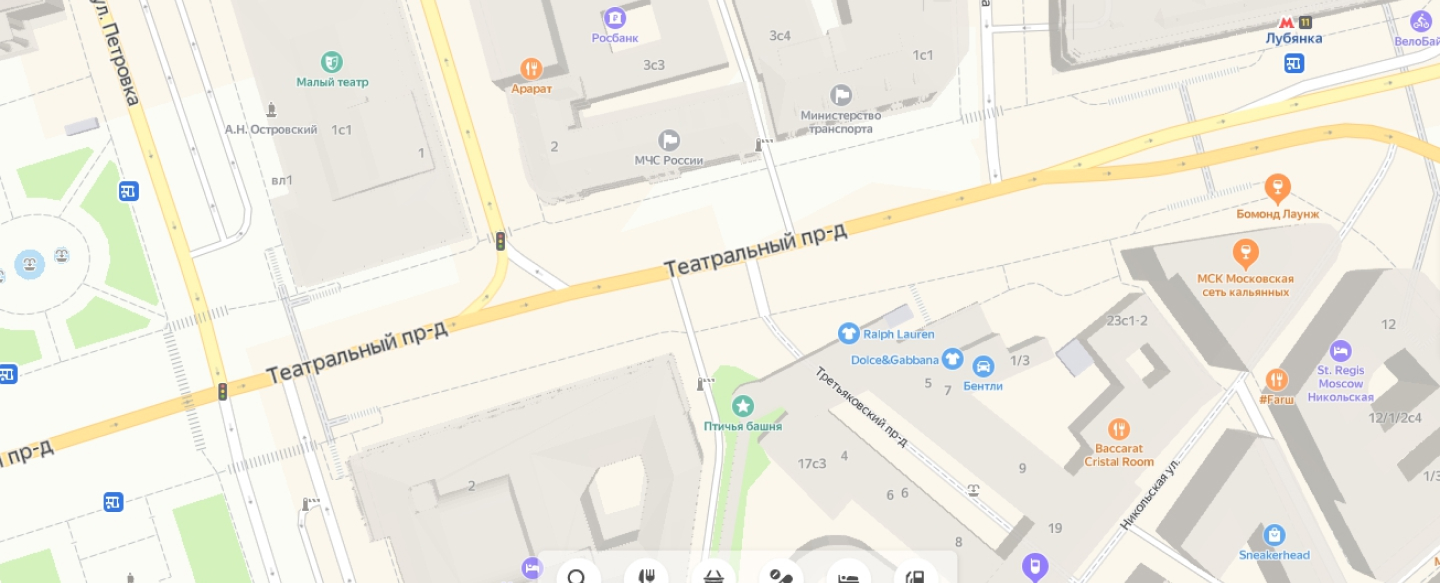 ул. Петровка
Росбанк
3с4
1с1
а
11
Лубянка
ВелоБай
Малый театр
Арарат
3с3
А.Н. Островский
1с1
1
вл1
2
МЧС России
Министерство
транспорта
Бомонд Лаунж
Театральный пр-д
МСК Московская
сеть кальянных
Театральный пр-д
Ralph Lauren
Dolce&Gabbana
Бентли
1/3
5
7
23с1-2
12
St. Regis
Moscow
Никольская
#Farш
12/1/2с4
Третьяковский пр-д
Птичья башня
Baccarat
Cristal Room
й пр-д
17с3
4
9
6
6
2
19
8
Никольская ул.
1/3
Sneakerhead